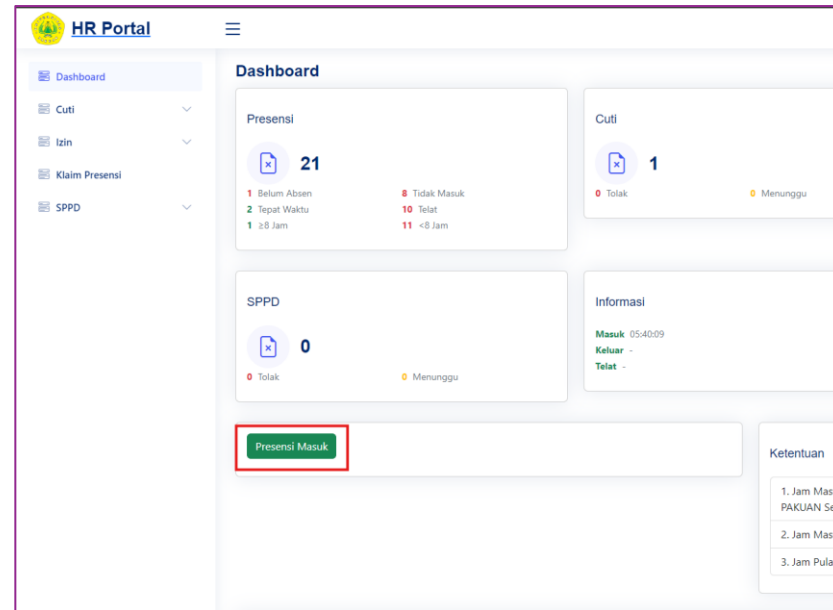 HR Portal
Dashboard
Cuti
Izin
Klaim Presensi
SPPD
Dashboard
Presensi
21
1 Belum Absen
8 Tidak Masuk
2 Tepat Waktu
10 Telat
1 ≥8 Jam
11 <8 Jam
Cuti
1
0 Tolak
0 Menunggu
SPPD
0
0 Tolak
0 Menunggu
Informasi
Masuk 05:40:09
Keluar -
Telat -
Presensi Masuk
Ketentuan
1. Jam Mas
PAKUAN Se
2. Jam Mas
3. Jam Pula